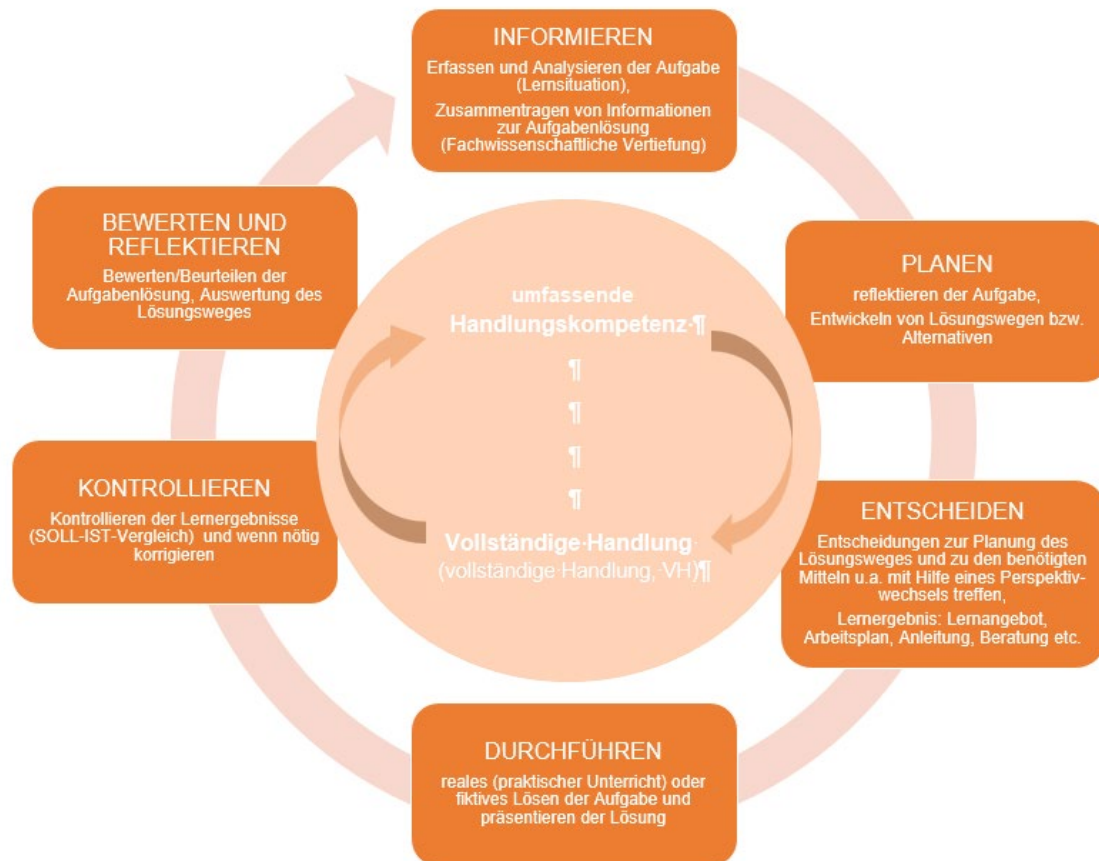 INFORMIEREN
Erfassen und Analysieren der Aufgabe
(Lernsituation),
Zusammentragen von Informationen
zur Aufgabenlösung
(Fachwissenschaftliche Vertiefung)
PLANEN
reflektieren der Aufgabe,
Entwickeln von Lösungswegen bzw.
Alternativen
ENTSCHEIDEN
Entscheidungen zur Planung des
Lösungsweges und zu den benötigten
Mitteln u.a. mit Hilfe eines Perspektiv-
wechsels treffen,
Lernergebnis: Lernangebot,
Arbeitsplan, Anleitung, Beratung etc.
DURCHFÜHREN
reales (praktischer Unterricht) oder
fiktives Lösen der Aufgabe und
präsentieren der Lösung
KONTROLLIEREN
Kontrollieren der Lernergebnisse
(SOLL-IST-Vergleich) und wenn nötig
korrigieren
BEWERTEN UND
REFLEKTIEREN
Bewerten/Beurteilen der
Aufgabenlösung, Auswertung des
Lösungsweges
umfassende
Handlungskompetenz·¶
¶
¶
¶
¶
Vollständige·Handlung·
(vollständige·Handlung,·VH)¶